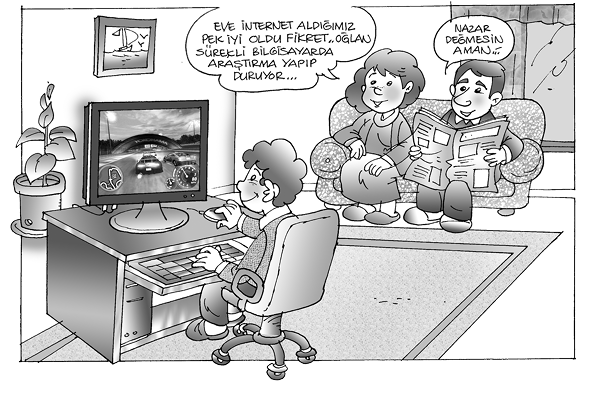 EVE İNTERNET ALDIĞIMIZ
PEK İYİ OLDU FİKRET..OĞLAN
SÜREKLİ BİLGİSAYARDA
ARAŞTIRMA YAPIP
DURUYOR...
NAZAR
DEĞMESİN
AMAN...